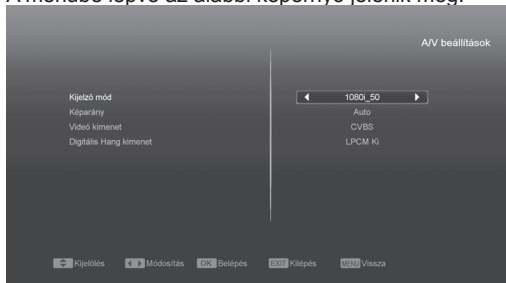 A menübe lépve az alábbi képernyő jelenik meg:
A/V beállítások
Kijelző mód 1080i_50
Képarány Auto
Videó kimenet CVBS
Digitális Hang kimenet LPCM Ki
Kijelölés Módosítás OK Belépés EXIT Kilépés MENU Vissza